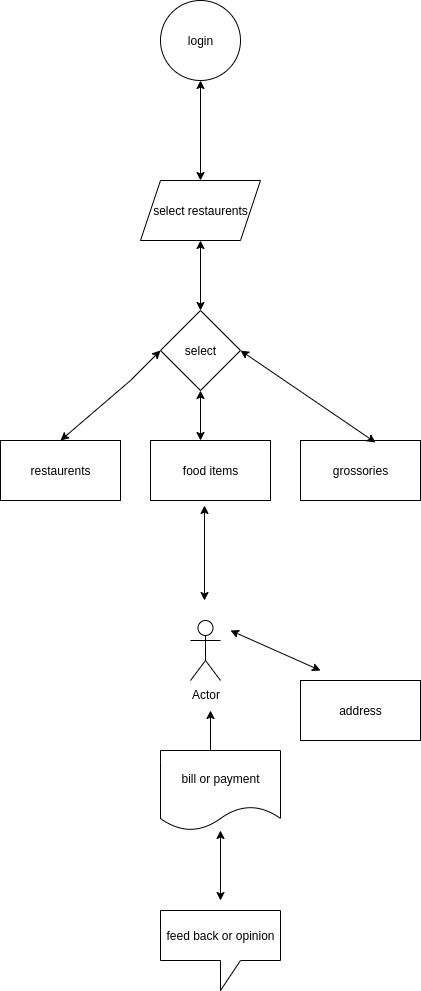 login
select restaurents
select
restaurents
food items
grossories
Actor
address
bill or payment
feed back or opinion